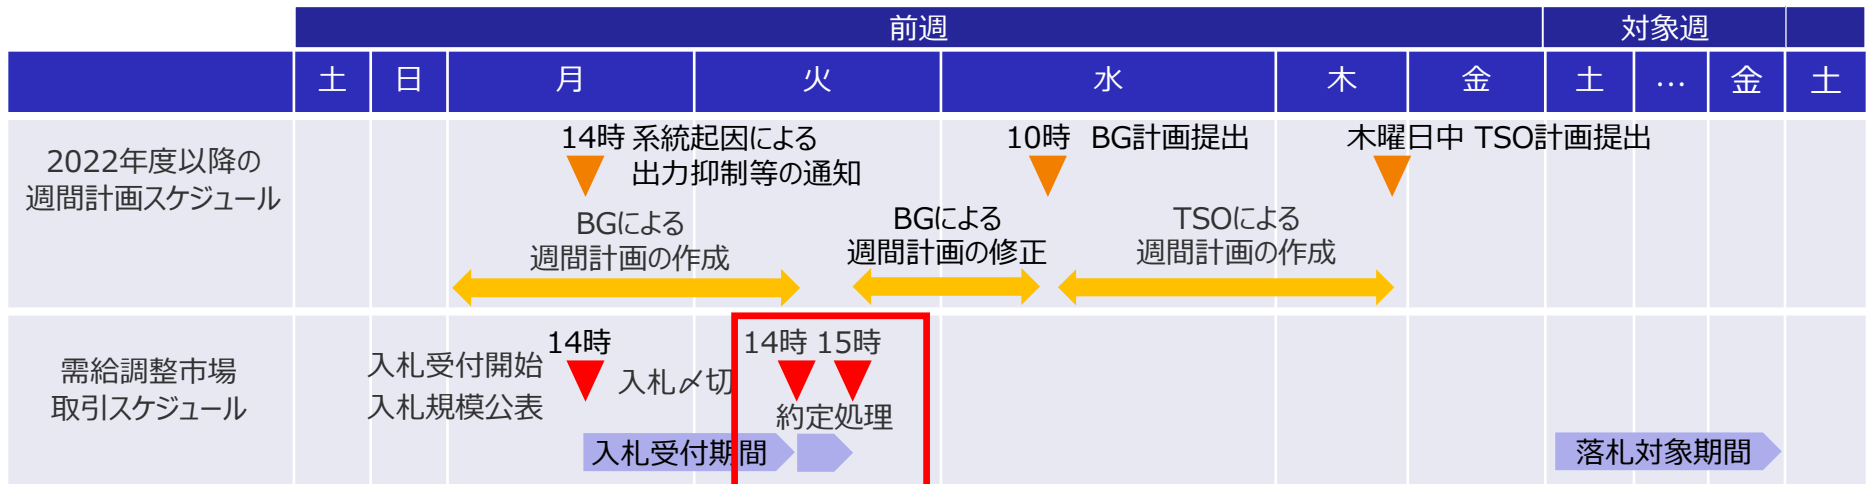 前週
対象週
土 日 月 火 水 木 金 土 … 金 土
2022年度以降の
週間計画スケジュール
14時 系統起因による
出力抑制等の通知
10時 BG計画提出
木曜日中 TSO計画提出
BGによる
週間計画の作成
BGによる
週間計画の修正
TSOによる
週間計画の作成
需給調整市場
取引スケジュール
入札受付開始
入札規模公表
14時
入札〆切
14時 15時
約定処理
入札受付期間
落札対象期間